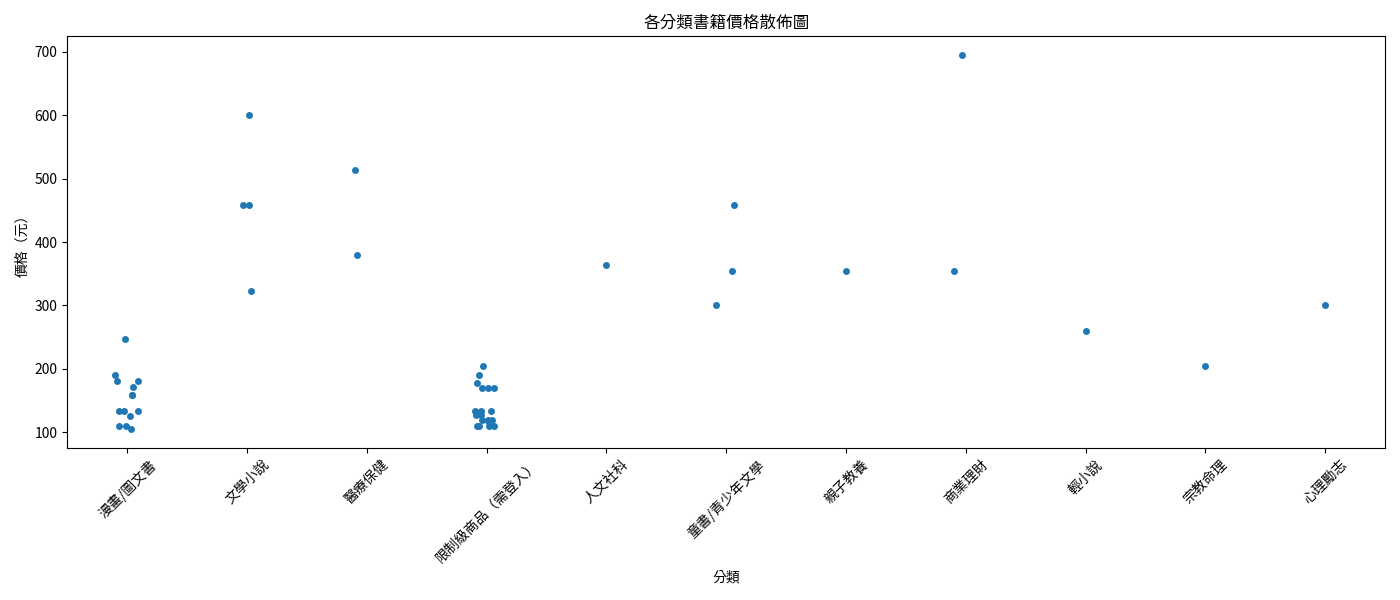 各分類書籍價格散佈圖
價格（元）
700
600
500
400
300
200
100
漫畫/圖文書
文學小說
醫療保健
限制級商品（需登入）
人文社科
童書/青少年文學
親子教養
商業理財
輕小說
宗教命理
心理勵志
分類